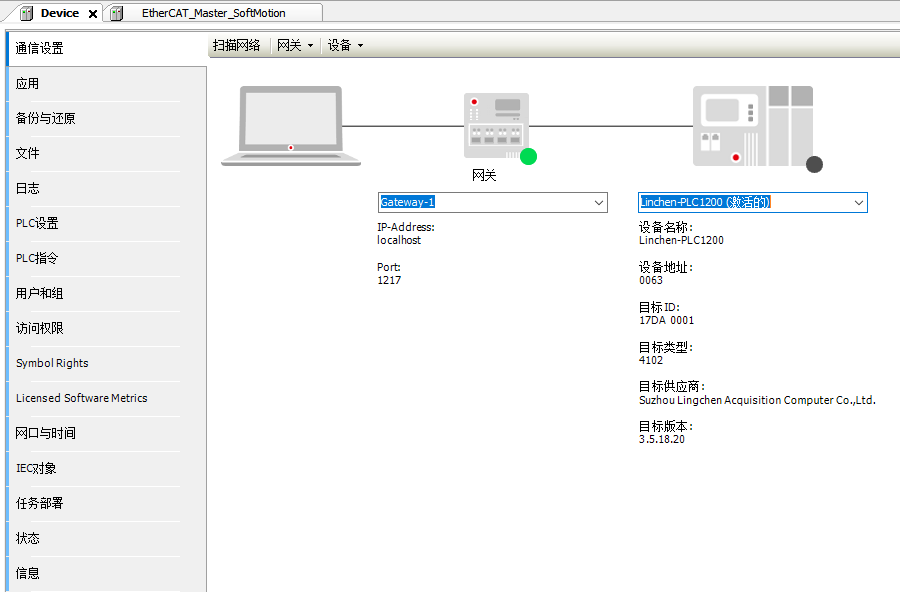 Device
EtherCAT_Master_SoftMotion
通信设置
应用
备份与还原
文件
日志
PLC设置
PLC指令
用户和组
访问权限
Symbol Rights
Licensed Software Metrics
网口与时间
IEC对象
任务部署
状态
信息
扫描网络 网关 设备
网关
Gateway-1
IP-Address:
localhost
Port:
1217
Linchen-PLC1200 (激活的)
设备名称:
Linchen-PLC1200
设备地址:
0063
目标ID:
17DA 0001
目标类型:
4102
目标供应商:
Suzhou Lingchen Acquisition Computer Co.,Ltd.
目标版本:
3.5.18.20